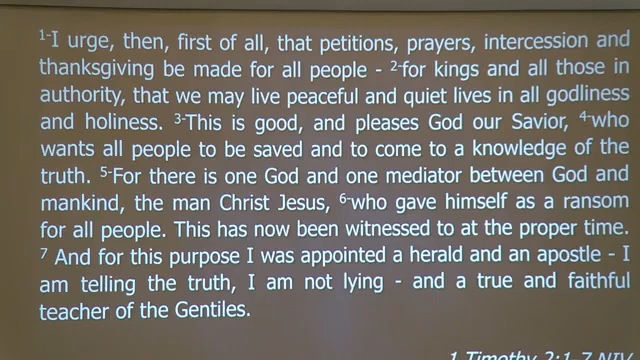 1-I urge, then, first of all, that petitions, prayers, intercession and
thanksgiving be made for all people - 2-for kings and all those in
authority, that we may live peaceful and quiet lives in all godliness
and holiness. 3-This is good, and pleases God our Savior, 4-who
wants all people to be saved and to come to a knowledge of the
truth. 5-For there is one God and one mediator between God and
mankind, the man Christ Jesus, 6-who gave himself as a ransom
for all people. This has now been witnessed to at the proper time.
7 And for this purpose I was appointed a herald and an apostle - I
am telling the truth, I am not lying - and a true and faithful
teacher of the Gentiles.
1 Timothy 2:1-7 NIV